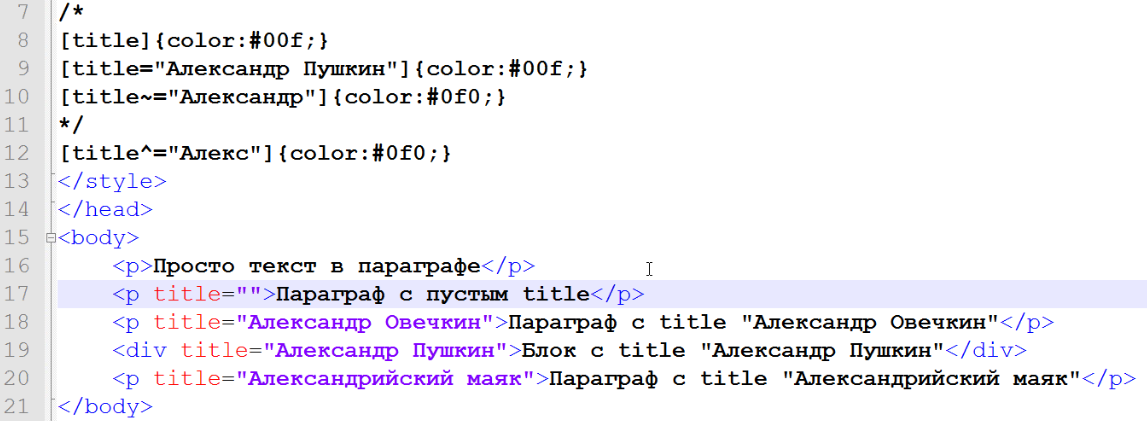 7 /*
8 [title]{color:#00f;}
9 [title="Александр Пушкин"]{color:#00f;}
10 [title~="Александр"]{color:#0f0;}
11 */
12 [title^="Алекс"]{color:#0f0;}
13 </style>
14 </head>
15 <body>
16 <p>Просто текст в параграфе</p>
17 <p title="">Параграф с пустым title</p>
18 <p title="Александр Овечкин">Параграф с title "Александр Овечкин"</p>
19 <div title="Александр Пушкин">Блок с title "Александр Пушкин"</div>
20 <p title="Александрийский маяк">Параграф с title "Александрийский маяк"</p>
21 </body>